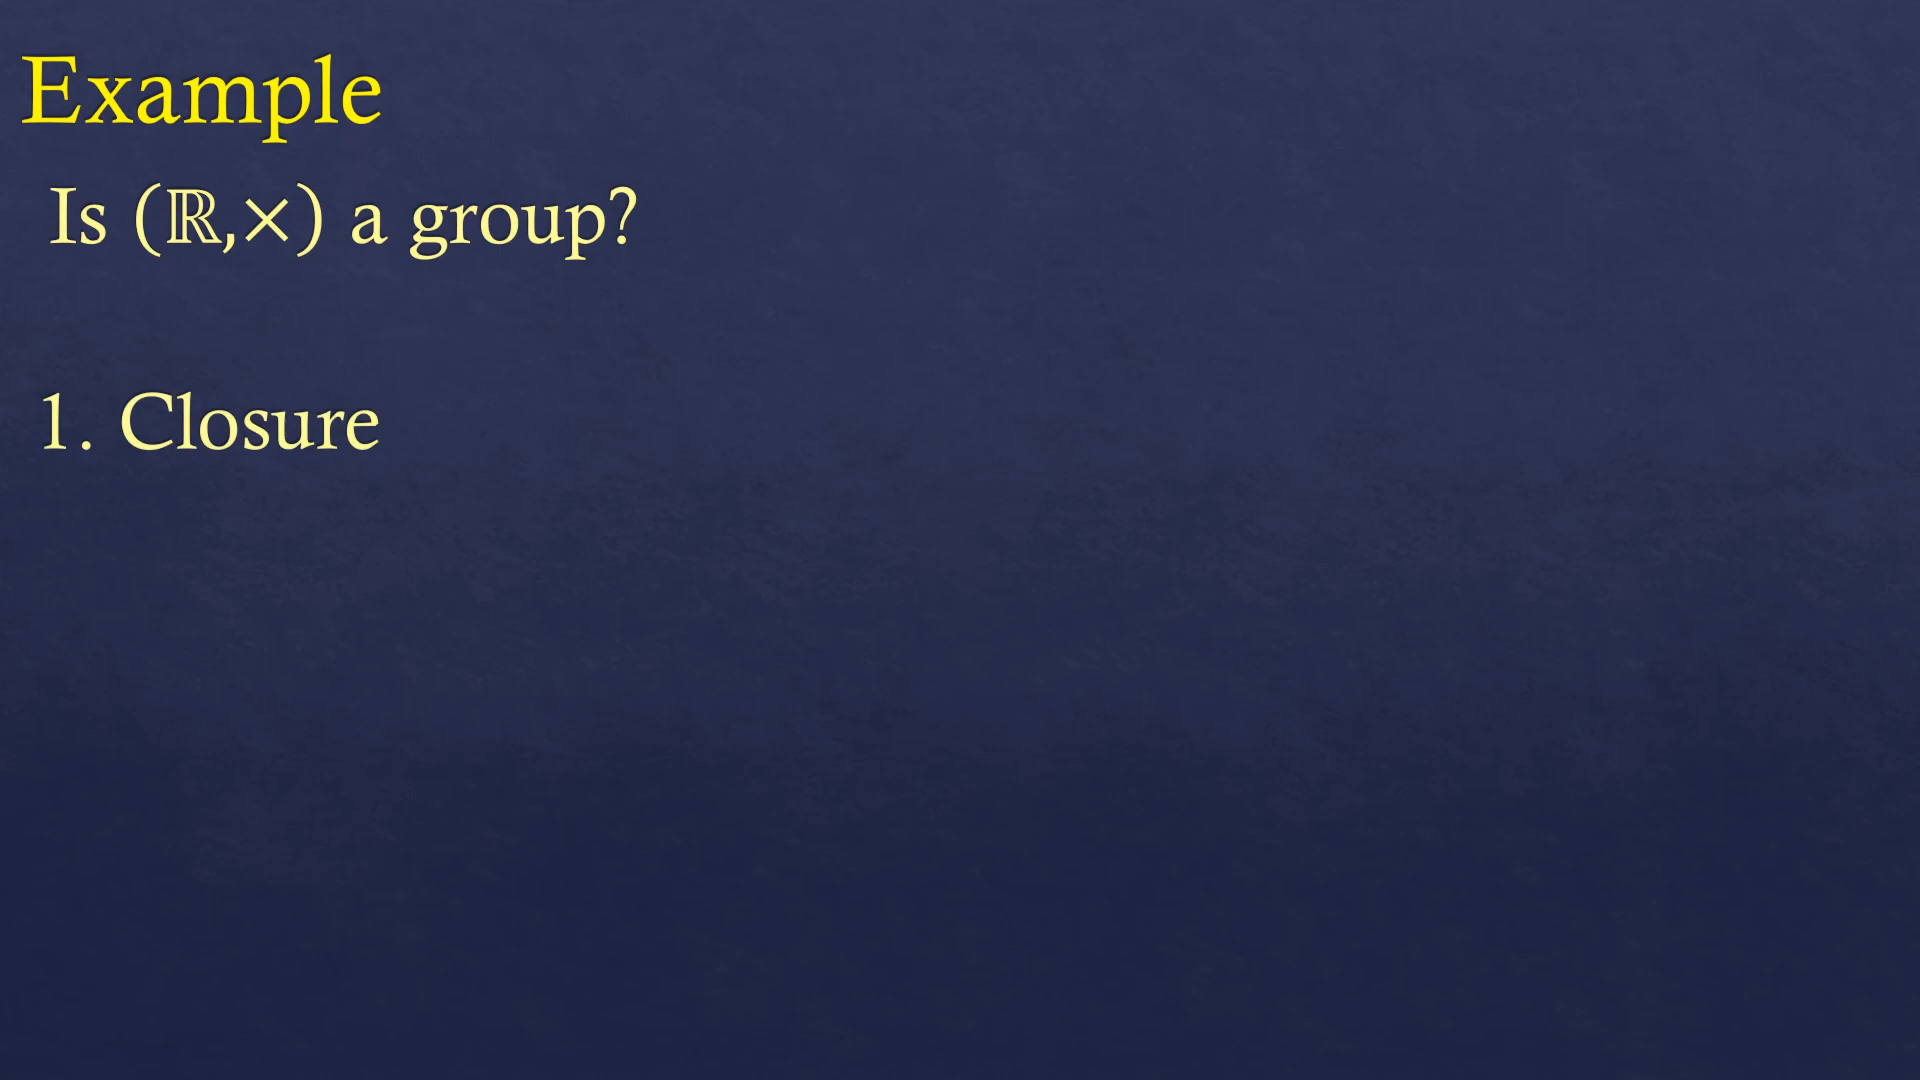 Example
Is (ℝ,×) a group?
1. Closure